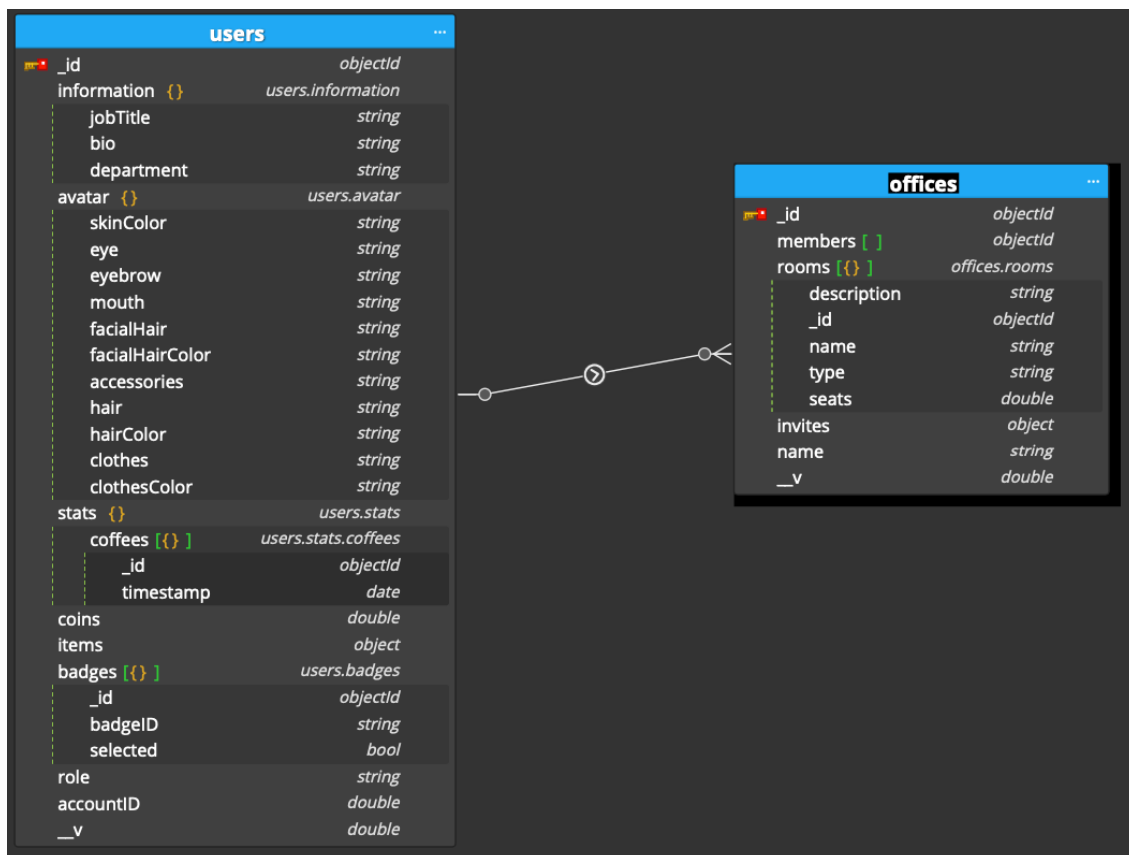 users ...
_id objectId
information {} users.information
jobTitle string
bio string
department string
avatar {} users.avatar
skinColor string
eye string
eyebrow string
mouth string
facialHair string
facialHairColor string
accessories string
hair string
hairColor string
clothes string
clothesColor string
stats {} users.stats
coffees [{} ] users.stats.coffees
_id objectId
timestamp date
coins double
items object
badges [{} ] users.badges
_id objectId
badgeID string
selected bool
role string
accountID double
__v double
offices ...
_id objectId
members [ ] objectId
rooms [{} ] offices.rooms
description string
_id objectId
name string
type string
seats double
invites object
name string
__v double